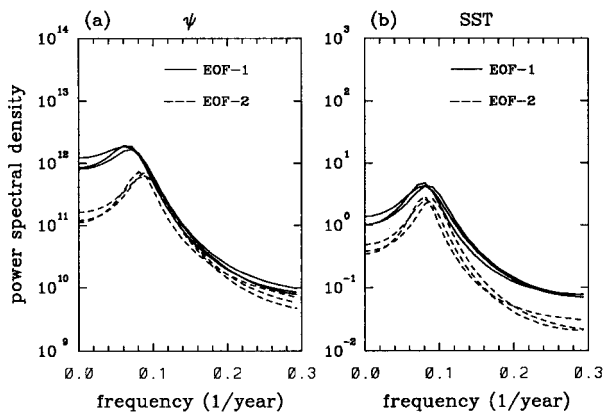 (a) ψ
10^14
10^13
10^12
10^11
10^10
10^9
power spectral density
EOF-1
EOF-2
0.0 0.1 0.2 0.3
frequency (1/year)
(b) SST
10^3
10^2
10^1
10^0
10^-1
10^-2
EOF-1
EOF-2
0.0 0.1 0.2 0.3
frequency (1/year)